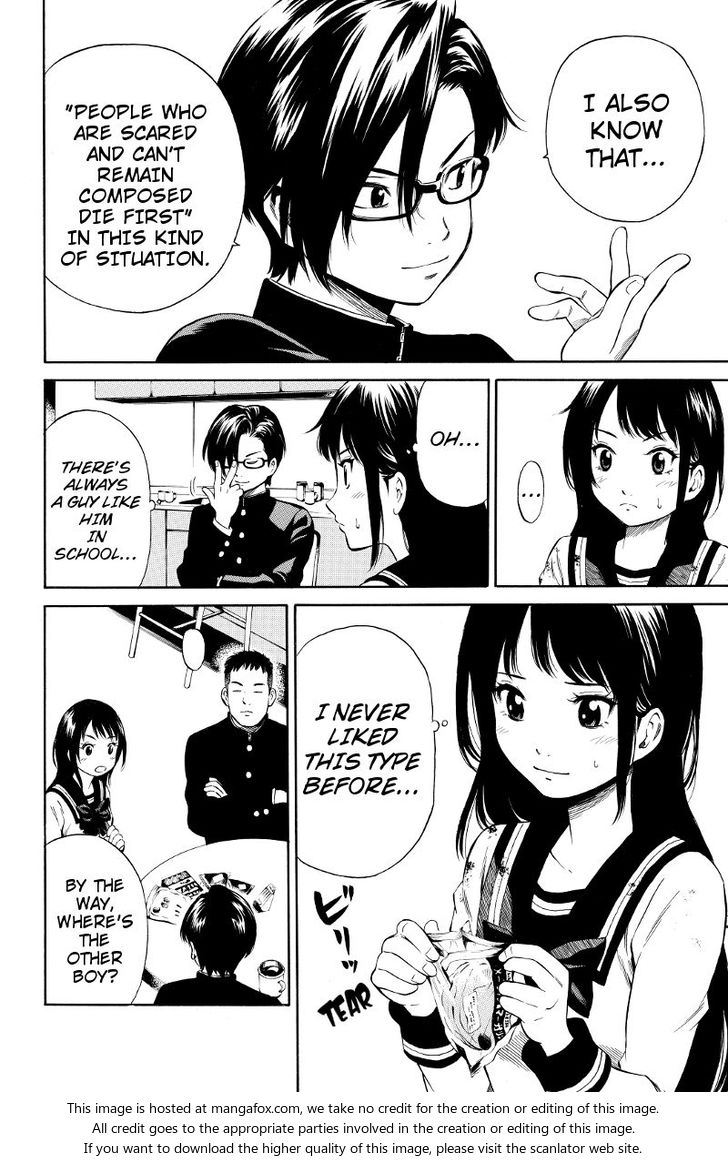 I ALSO
KNOW
THAT...
"PEOPLE WHO
ARE SCARED
AND CAN'T
REMAIN
COMPOSED
DIE FIRST"
IN THIS KIND
OF SITUATION.
...
OH...
THERE'S
ALWAYS
A GUY LIKE
HIM
IN
SCHOOL...
I NEVER
LIKED
THIS TYPE
BEFORE...
ビリッ
TEAR
BY THE
WAY,
WHERE'S
THE
OTHER
BOY?
This image is hosted at mangafox.com, we take no credit for the creation or editing of this image.
All credit goes to the appropriate parties involved in the creation or editing of this image.
If you want to download the higher quality of this image, please visit the scanlator web site.